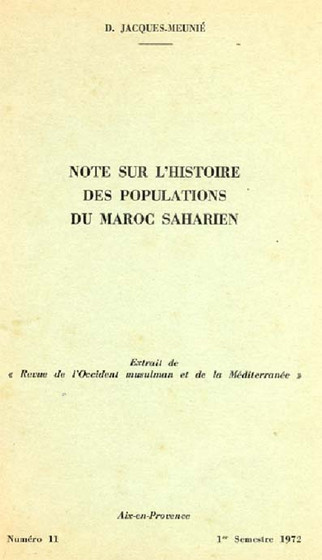 D. JACQUES-MEUNIÉ
NOTE SUR L'HISTOIRE
DES POPULATIONS
DU MAROC SAHARIEN
Extrait de
« Revue de l'Occident musulman et de la Méditerranée »
Aix-en-Provence
Numéro 11 1er Semestre 1972